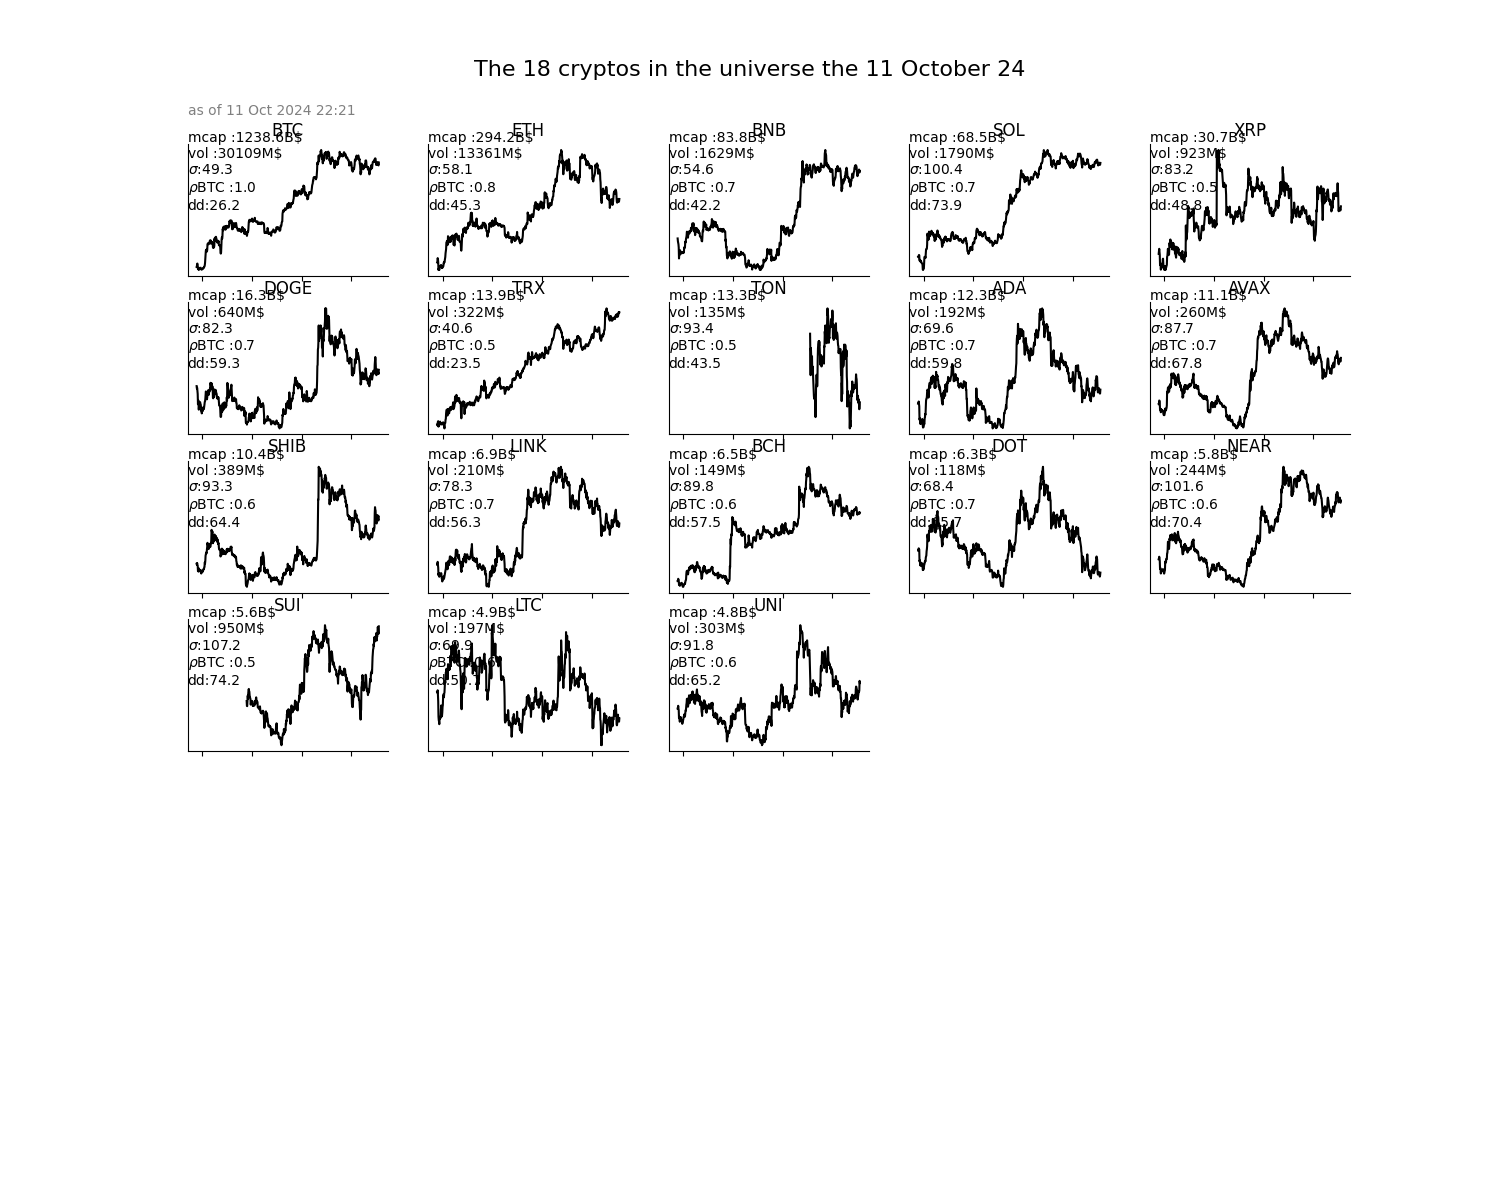 The 18 cryptos in the universe the 11 October 24
as of 11 Oct 2024 22:21
BTC
mcap :1238.6B$
vol :30109M$
σ:49.3
ρBTC :1.0
dd:26.2
ETH
mcap :294.2B$
vol :13361M$
σ:58.1
ρBTC :0.8
dd:45.3
BNB
mcap :83.8B$
vol :1629M$
σ:54.6
ρBTC :0.7
dd:42.2
SOL
mcap :68.5B$
vol :1790M$
σ:100.4
ρBTC :0.7
dd:73.9
XRP
mcap :30.7B$
vol :923M$
σ:83.2
ρBTC :0.5
dd:48.8
DOGE
mcap :16.3B$
vol :640M$
σ:82.3
ρBTC :0.7
dd:59.3
TRX
mcap :13.9B$
vol :322M$
σ:40.6
ρBTC :0.5
dd:23.5
TON
mcap :13.3B$
vol :135M$
σ:93.4
ρBTC :0.5
dd:43.5
ADA
mcap :12.3B$
vol :192M$
σ:69.6
ρBTC :0.7
dd:59.8
AVAX
mcap :11.1B$
vol :260M$
σ:87.7
ρBTC :0.7
dd:67.8
SHIB
mcap :10.4B$
vol :389M$
σ:93.3
ρBTC :0.6
dd:64.4
LINK
mcap :6.9B$
vol :210M$
σ:78.3
ρBTC :0.7
dd:56.3
BCH
mcap :6.5B$
vol :149M$
σ:89.8
ρBTC :0.6
dd:57.5
DOT
mcap :6.3B$
vol :118M$
σ:68.4
ρBTC :0.7
NEAR
mcap :5.8B$
vol :244M$
σ:101.6
ρBTC :0.6
dd:70.4
SUI
mcap :5.6B$
vol :950M$
σ:107.2
ρBTC :0.5
dd:74.2
LTC
mcap :4.9B$
vol :197M$
UNI
mcap :4.8B$
vol :303M$
σ:91.8
ρBTC :0.6
dd:65.2